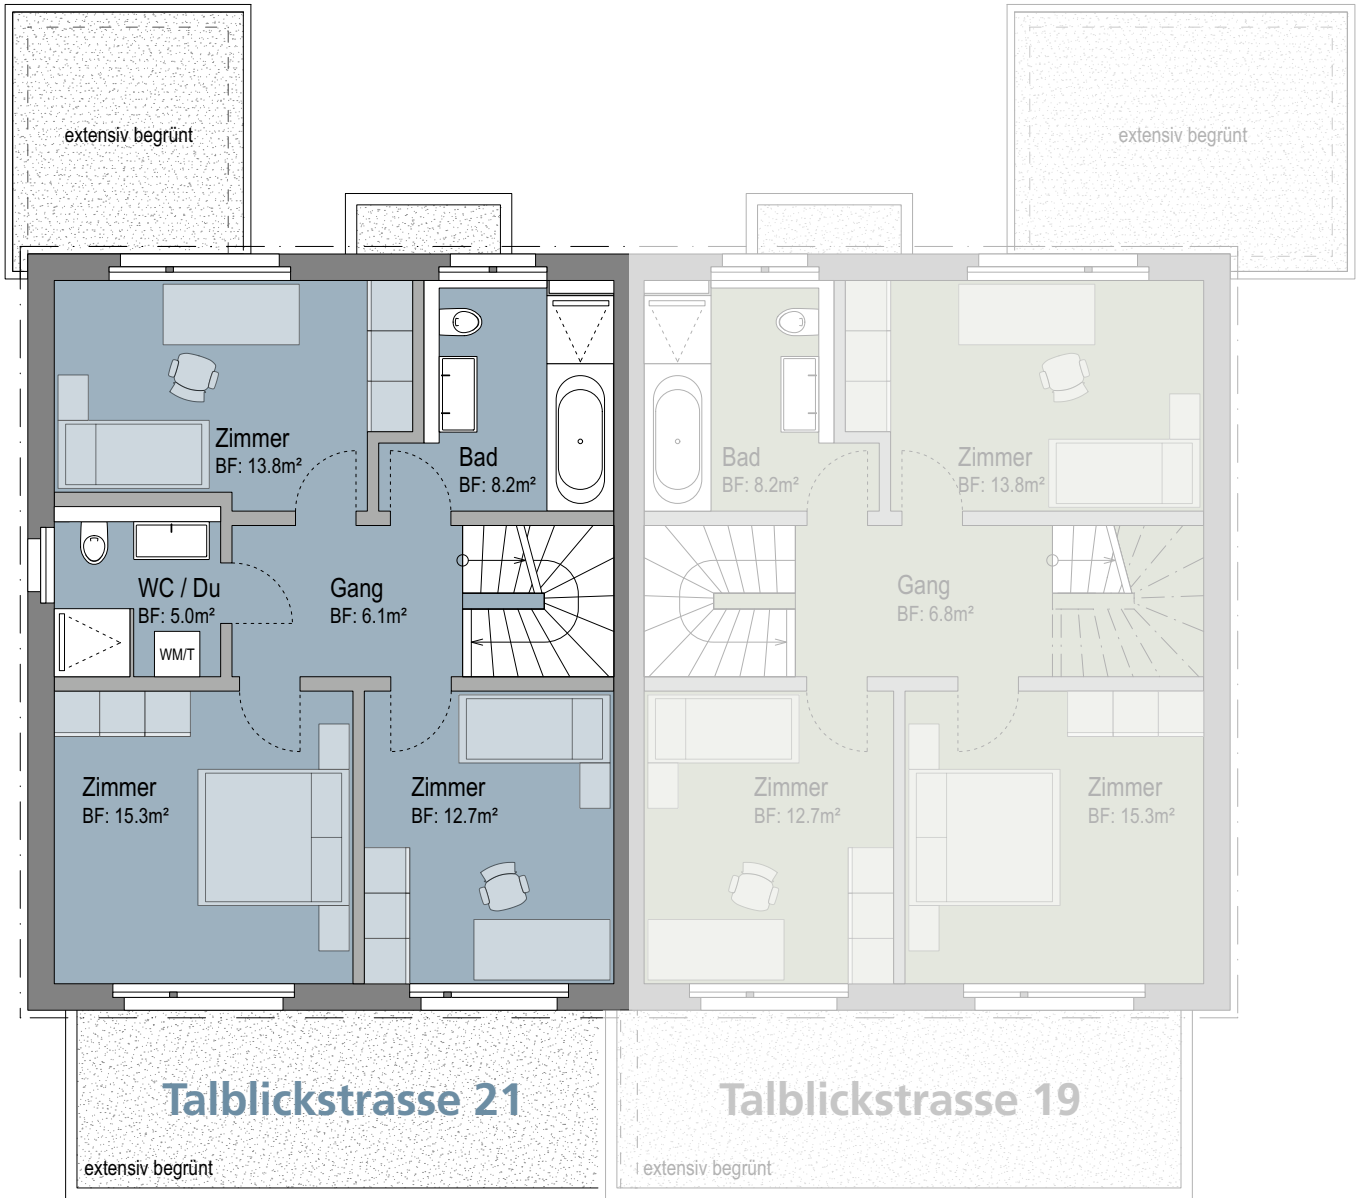 extensiv begrünt
extensiv begrünt
Zimmer
BF: 13.8m²
Bad
BF: 8.2m²
Bad
BF: 8.2m²
Zimmer
BF: 13.8m²
WC / Du
BF: 5.0m²
WM/T
Gang
BF: 6.1m²
Gang
BF: 6.8m²
Zimmer
BF: 15.3m²
Zimmer
BF: 12.7m²
Zimmer
BF: 12.7m²
Zimmer
BF: 15.3m²
Talblickstrasse 21
Talblickstrasse 19
extensiv begrünt
extensiv begrünt